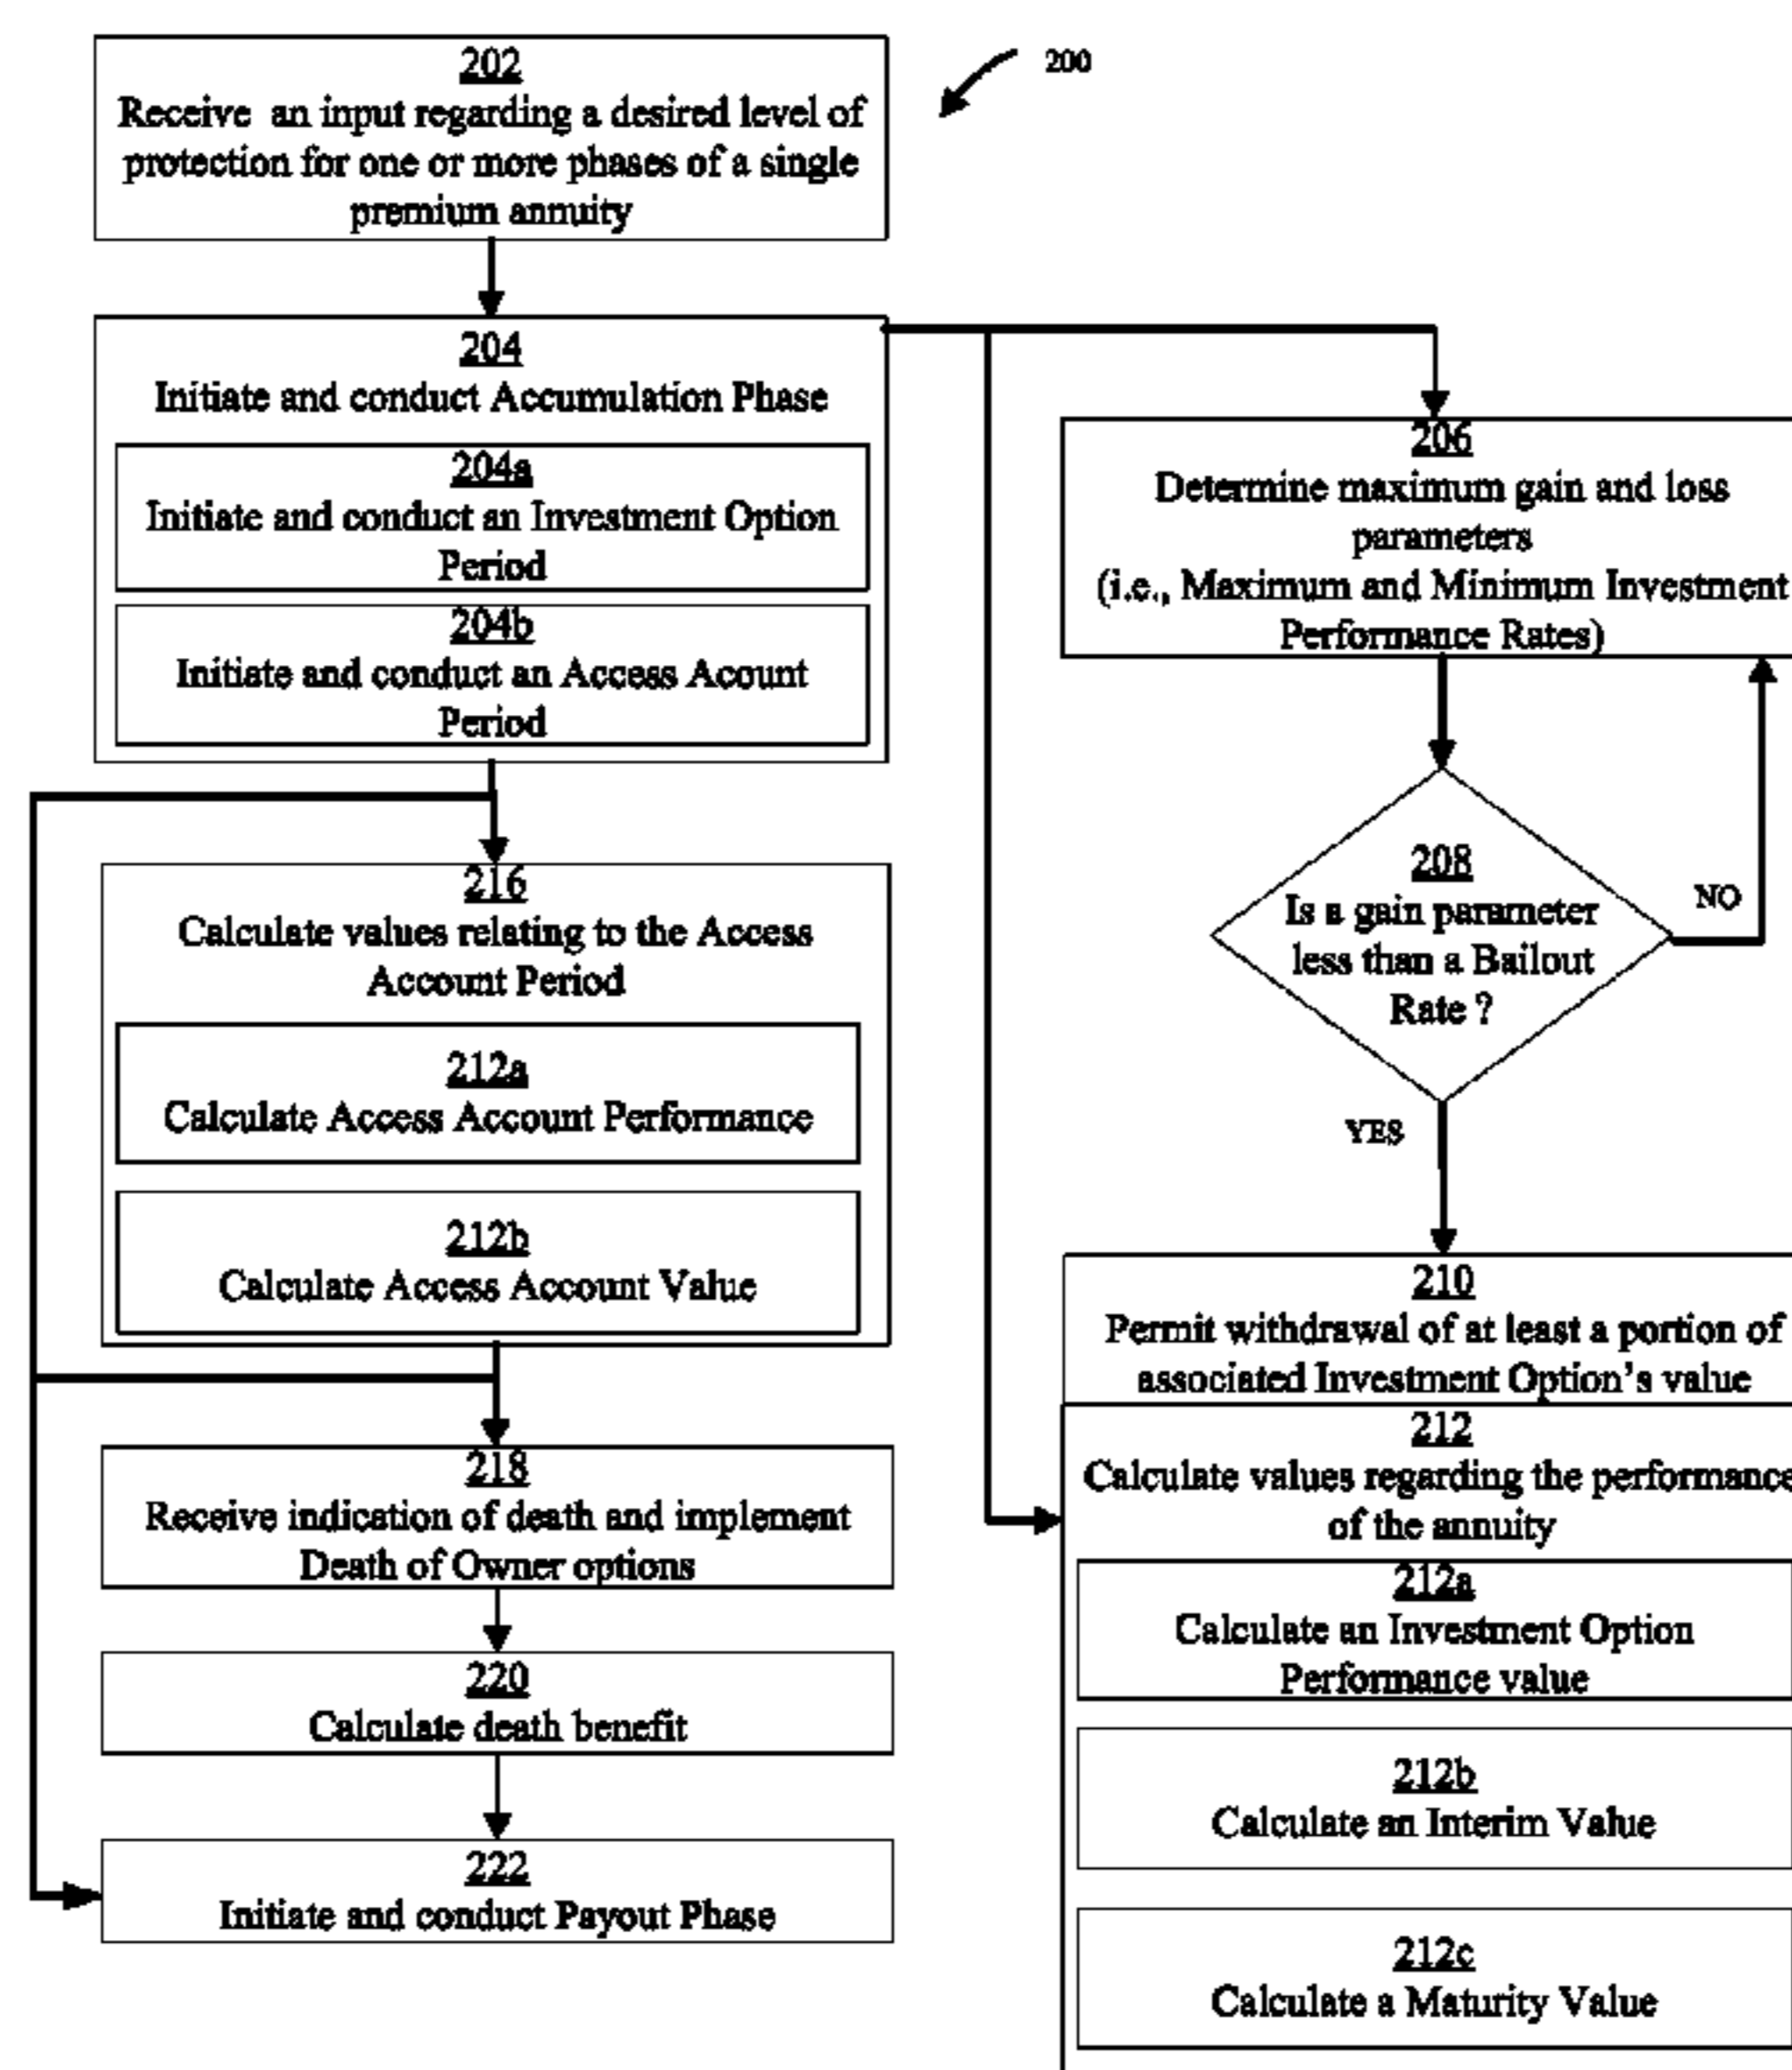 202
Receive an input regarding a desired level of
protection for one or more phases of a single
premium annuity
200
204
Initiate and conduct Accumulation Phase
204a
Initiate and conduct an Investment Option
Period
204b
Initiate and conduct an Access Acount
Period
216
Calculate values relating to the Access
Account Period
212a
Calculate Access Account Performance
212b
Calculate Access Account Value
218
Receive indication of death and implement
Death of Owner options
220
Calculate death benefit
222
Initiate and conduct Payout Phase
206
Determine maximum gain and loss
parameters
(i.e., Maximum and Minimum Investment
Performance Rates)
208
Is a gain parameter
less than a Bailout
Rate ?
NO
YES
210
Permit withdrawal of at least a portion of
associated Investment Option's value
212
Calculate values regarding the performance
of the annuity
212a
Calculate an Investment Option
Performance value
212b
Calculate an Interim Value
212c
Calculate a Maturity Value